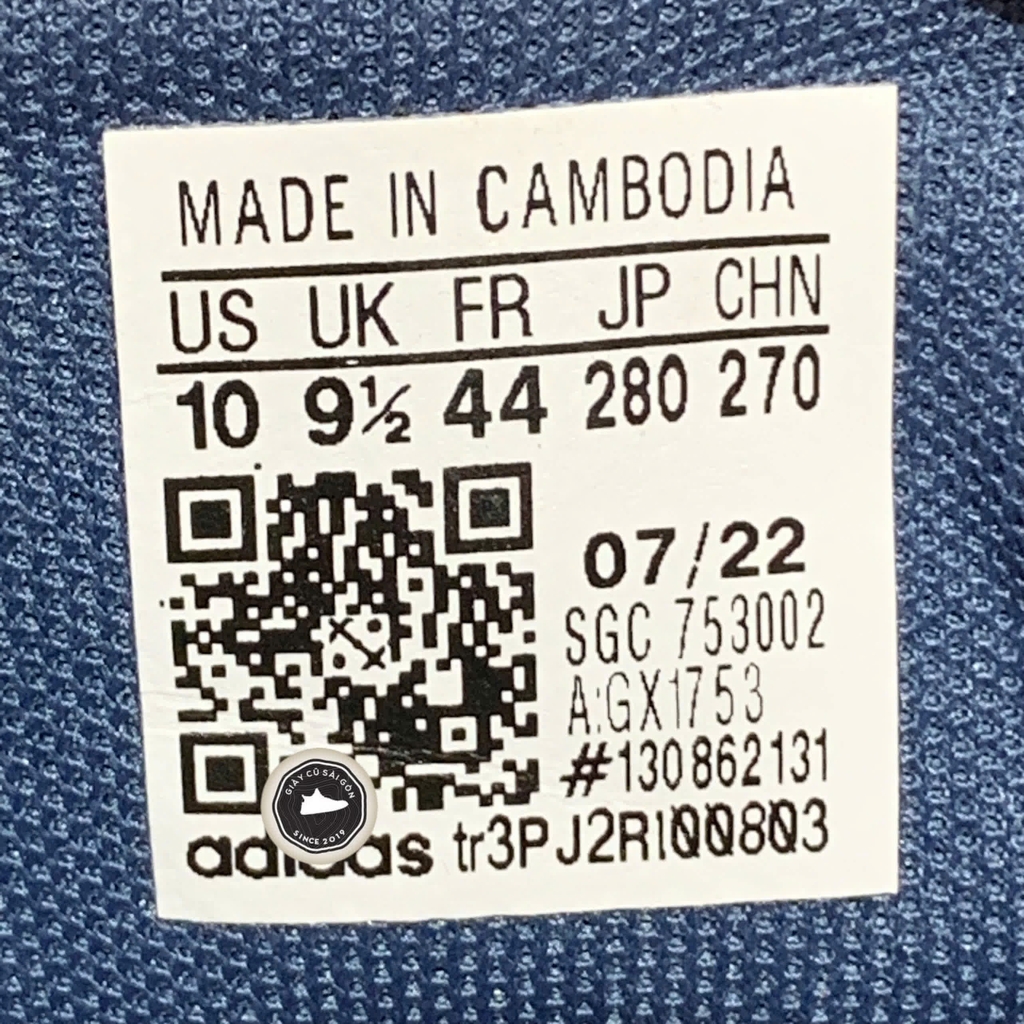 MADE IN CAMBODIA
US UK FR JP CHN
10 9½ 44 280 270
07/22
SGC 753002
A:GX1753
#130862131
GIÀY CŨ SÀI GÒN
SINCE 2019
adidas tr3PJ2RI00803